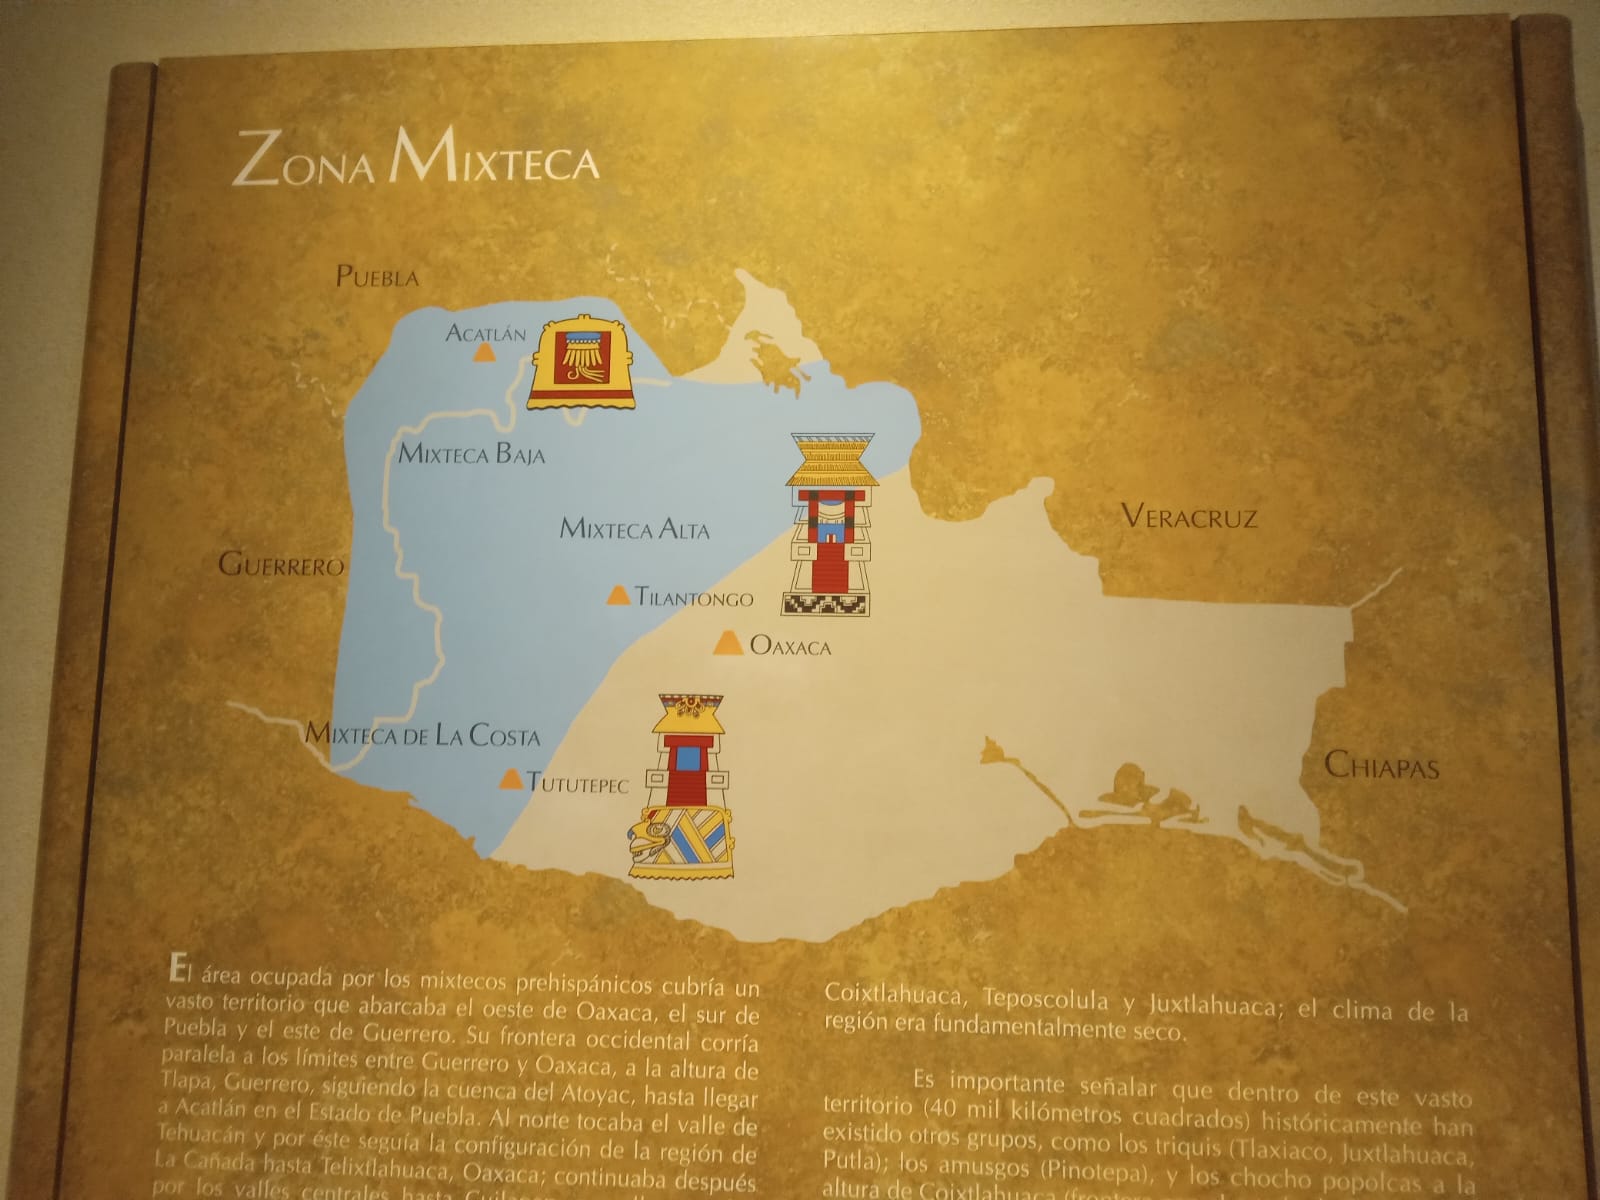 Zona Mixteca
Puebla
Acatlán
Mixteca Baja
Mixteca Alta
Veracruz
Guerrero
Tilantongo
Oaxaca
Mixteca de La Costa
Tututepec
Chiapas
El área ocupada por los mixtecos prehispánicos cubría un
vasto territorio que abarcaba el oeste de Oaxaca, el sur de
Puebla y el este de Guerrero. Su frontera occidental corría
paralela a los límites entre Guerrero y Oaxaca, a la altura de
Tlapa, Guerrero, siguiendo la cuenca del Atoyac, hasta llegar
a Acatlán en el Estado de Puebla. Al norte tocaba el valle de
Tehuacán y por éste seguía la configuración de la región de
La Cañada hasta Telixtlahuaca, Oaxaca; continuaba después
por los valles centrales hasta
Coixtlahuaca, Teposcolula y Juxtlahuaca; el clima de la
región era fundamentalmente seco.
Es importante señalar que dentro de este vasto
territorio (40 mil kilómetros cuadrados) históricamente han
existido otros grupos, como los triquis (Tlaxiaco, Juxtlahuaca,
Putla); los amusgos (Pinotepa), y los chocho popolcas a la
altura de Coixtlahuaca